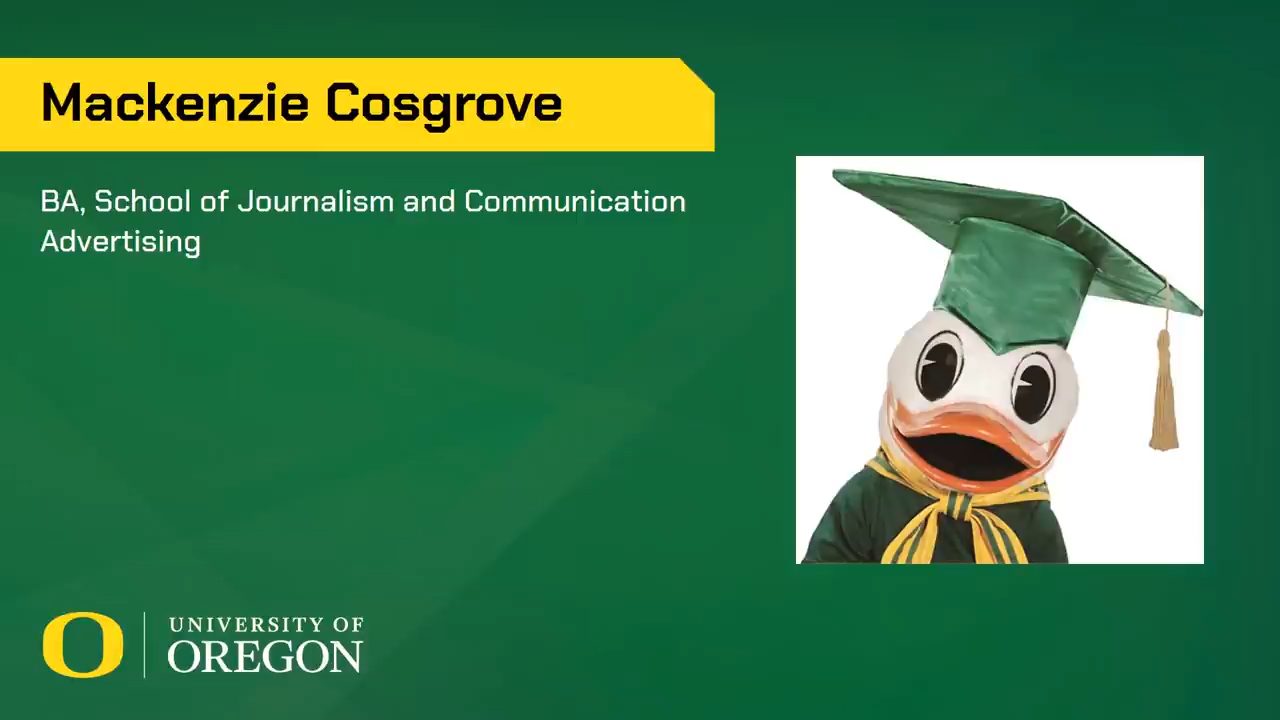 Mackenzie Cosgrove
BA, School of Journalism and Communication
Advertising
UNIVERSITY OF
OREGON